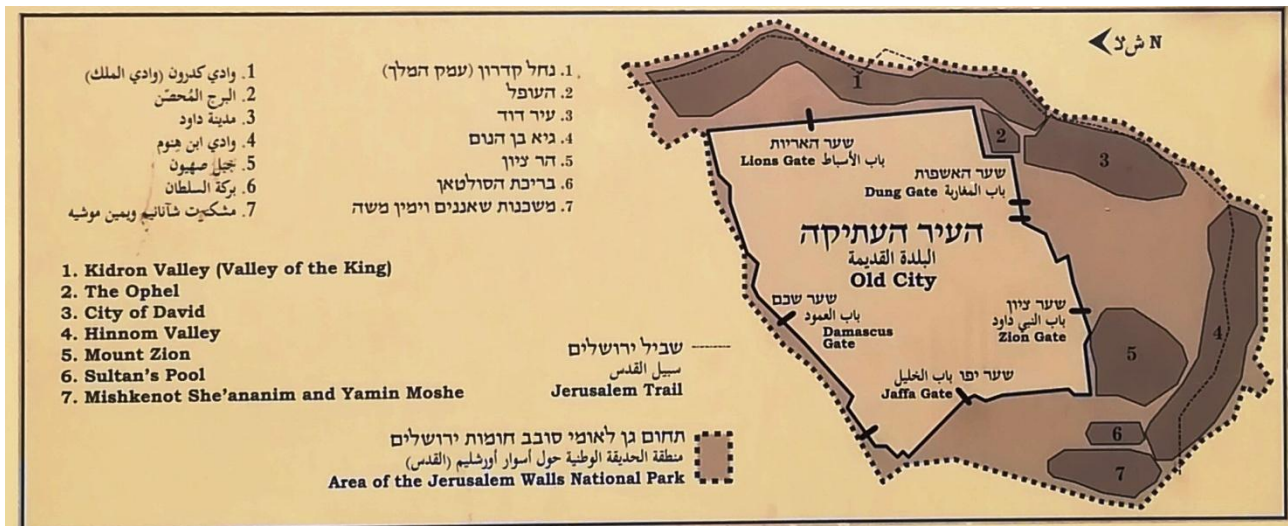 1. وادي كدرون (وادي الملك)
2. البرج المُحصّن
3. مدينة داود
4. وادي ابن هِنوم
5. جبل صهيون
6. بركة السلطان
7. مشكنوت شأنانيم ويمين موشيه
1. נחל קדרון (עמק המלך)
2. העופל
3. עיר דוד
4. גיא בן הנום
5. הר ציון
6. בריכת הסולטאן
7. משכנות שאננים וימין משה
1. Kidron Valley (Valley of the King)
2. The Ophel
3. City of David
4. Hinnom Valley
5. Mount Zion
6. Sultan's Pool
7. Mishkenot She'ananim and Yamin Moshe
שביל ירושלים
سبيل القدس
Jerusalem Trail
תחום גן לאומי סובב חומות ירושלים
منطقة الحديقة الوطنية حول أسوار أورشليم (القدس)
Area of the Jerusalem Walls National Park
N
1
2
3
שער האריות
Lions Gate باب الأسباط
שער האשפות
Dung Gate باب المغاربة
העיר העתיקה
البلدة القديمة
Old City
שער שכם
باب العمود
Damascus
Gate
שער ציון
باب النبي داود
Zion Gate
4
5
שער יפו باب الخليل
Jaffa Gate
6
7